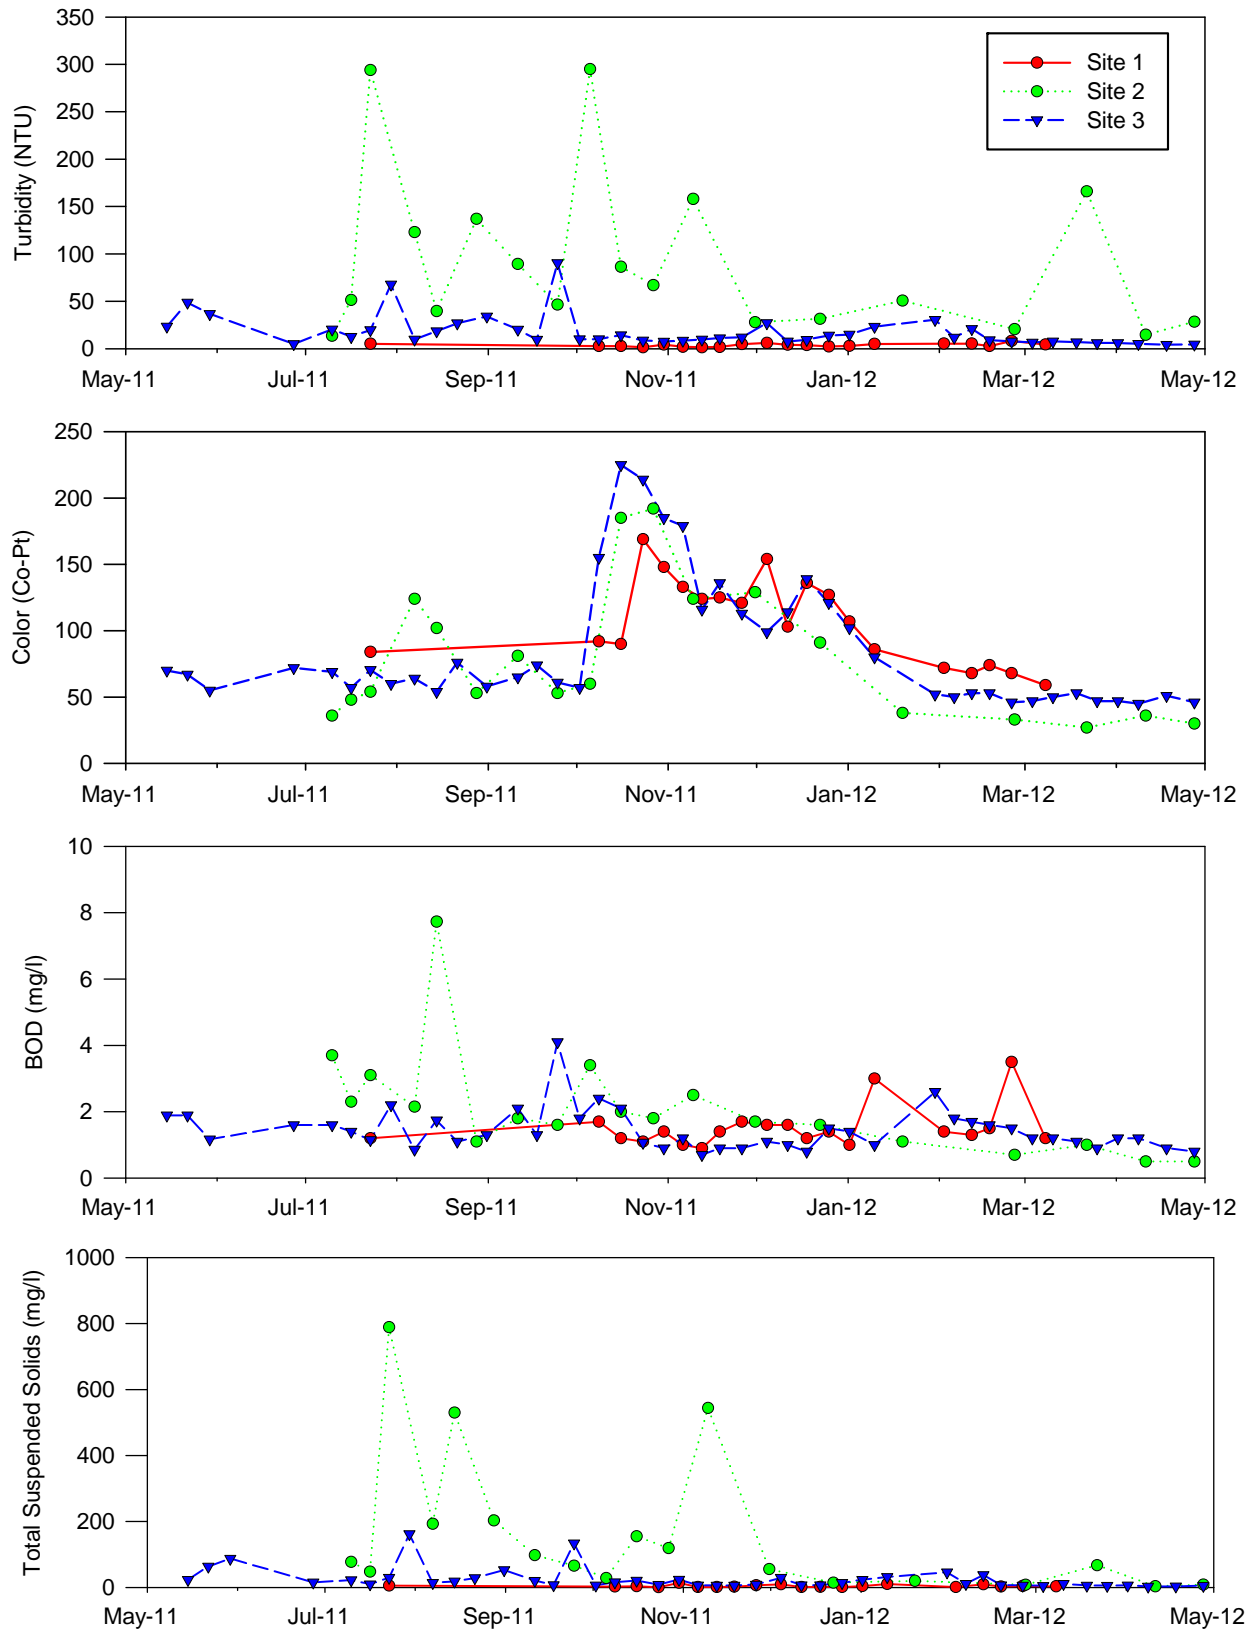 Turbidity (NTU)
350
300
250
200
150
100
50
0
Site 1
Site 2
Site 3
May-11 Jul-11 Sep-11 Nov-11 Jan-12 Mar-12 May-12
Color (Co-Pt)
250
200
150
100
50
0
May-11 Jul-11 Sep-11 Nov-11 Jan-12 Mar-12 May-12
BOD (mg/l)
10
8
6
4
2
0
May-11 Jul-11 Sep-11 Nov-11 Jan-12 Mar-12 May-12
Total Suspended Solids (mg/l)
1000
800
600
400
200
0
May-11 Jul-11 Sep-11 Nov-11 Jan-12 Mar-12 May-12